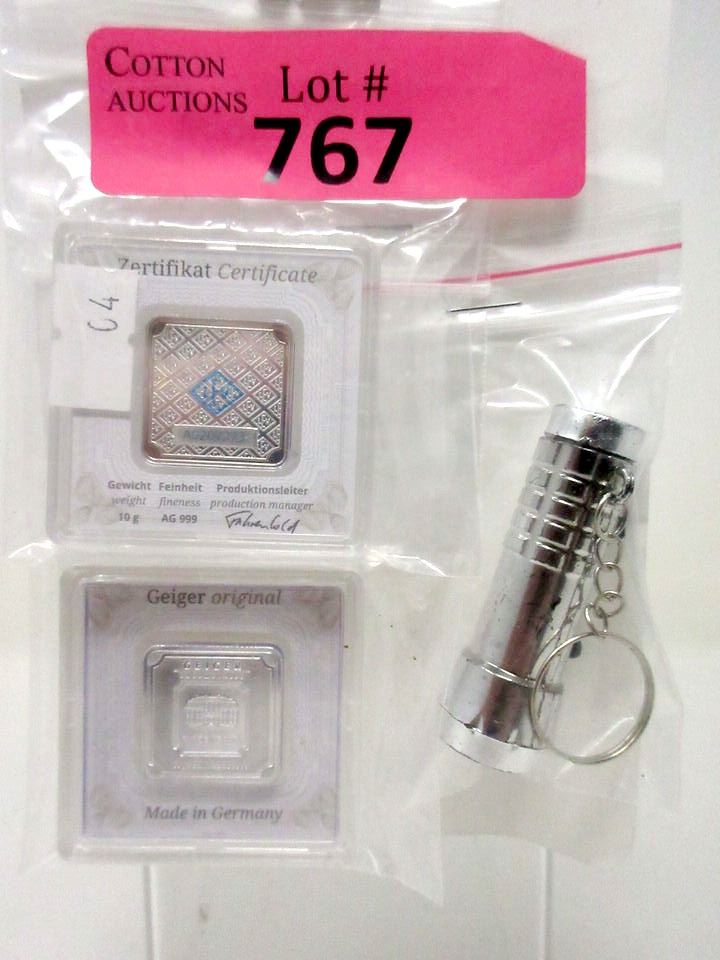 COTTON
AUCTIONS
Lot #
767
Zertifikat Certificate
04
Gewicht Feinheit Produktionsleiter
weight fineness production manager
10 g AG 999
Geiger original
GEIGER
Made in Germany